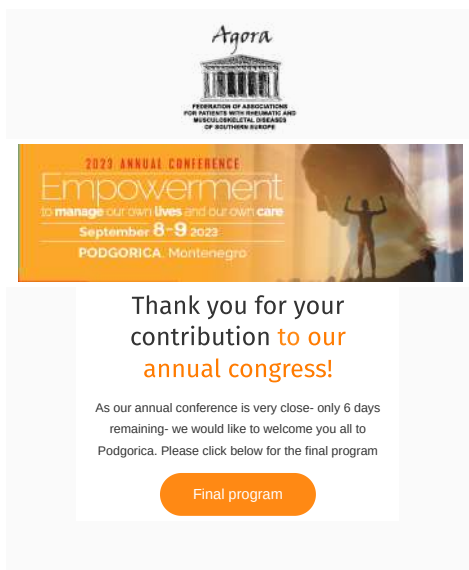 Agora
FEDERATION OF ASSOCIATIONS
FOR PATIENTS WITH RHEUMATIC AND
MUSCULOSKELETAL DISEASES
OF SOUTHERN EUROPE
2023 ANNUAL CONFERENCE
Empowerment
to manage our own lives and our own care
September 8-9 2023
PODGORICA, Montenegro
Thank you for your
contribution to our
annual congress!
As our annual conference is very close- only 6 days
remaining- we would like to welcome you all to
Podgorica. Please click below for the final program
Final program